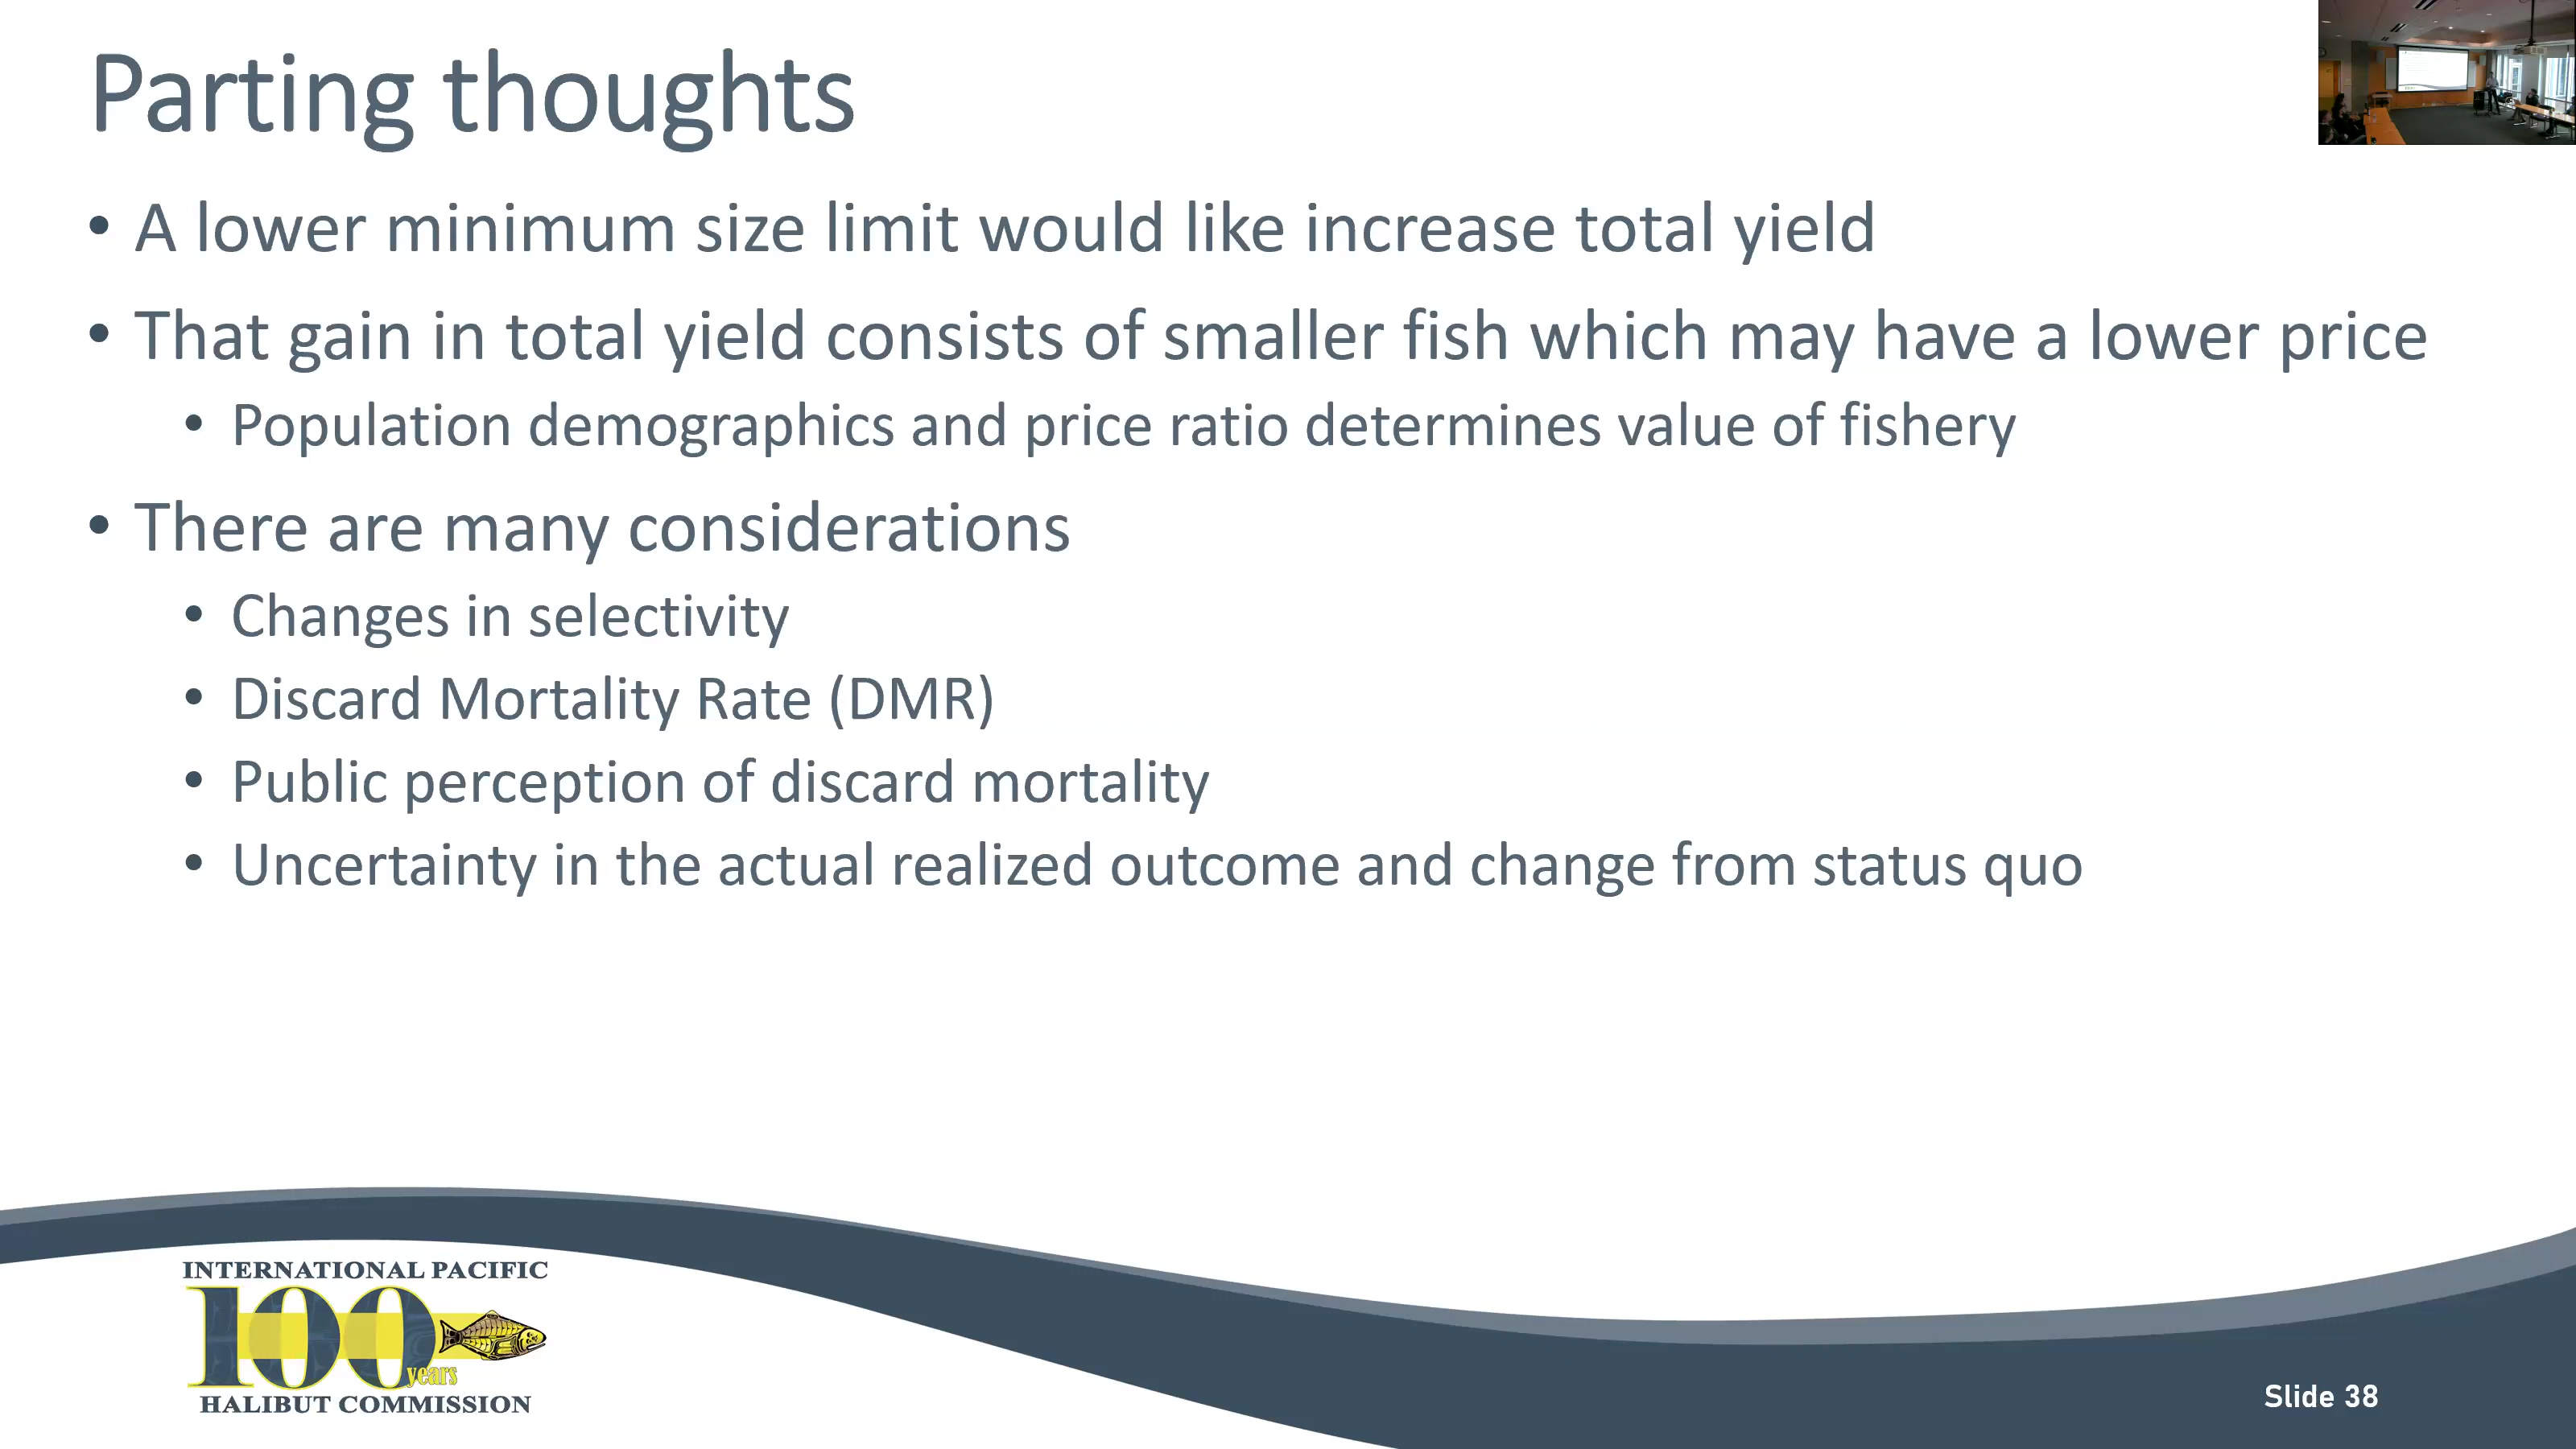 Parting thoughts
• A lower minimum size limit would like increase total yield
• That gain in total yield consists of smaller fish which may have a lower price
• Population demographics and price ratio determines value of fishery
• There are many considerations
• Changes in selectivity
• Discard Mortality Rate (DMR)
• Public perception of discard mortality
• Uncertainty in the actual realized outcome and change from status quo
INTERNATIONAL PACIFIC
100
years
HALIBUT COMMISSION
Slide 38